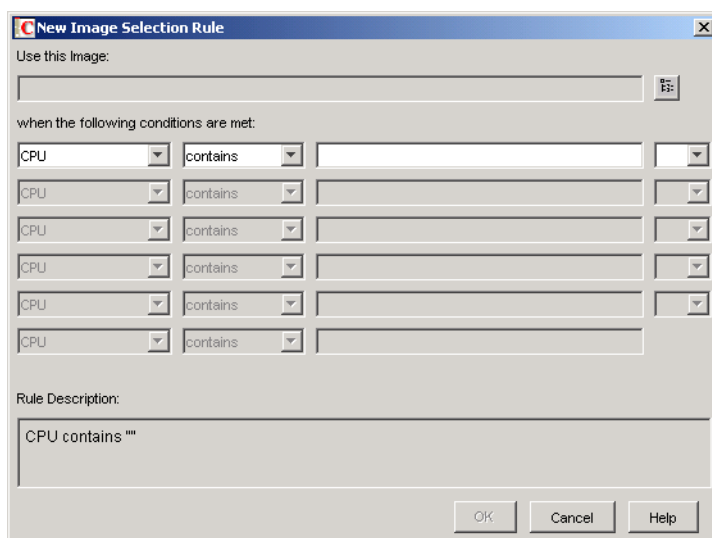 New Image Selection Rule
Use this Image:
when the following conditions are met:
CPU contains
CPU contains
CPU contains
CPU contains
CPU contains
CPU contains
Rule Description:
CPU contains ""
OK Cancel Help